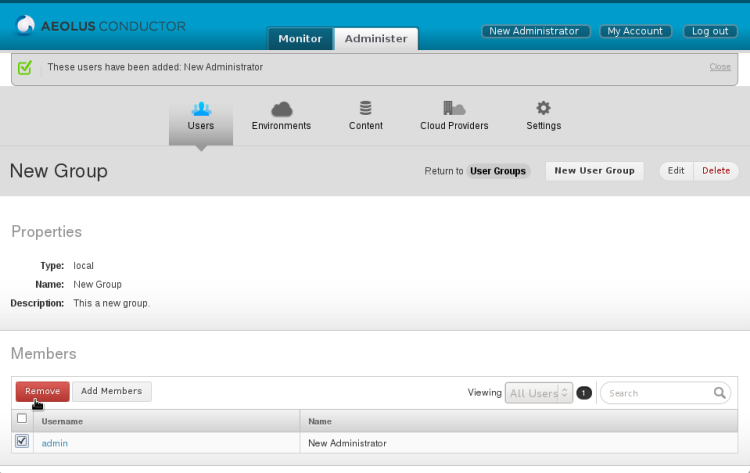 AEOLUS CONDUCTOR
Monitor Administer
New Administrator My Account Log out
These users have been added: New Administrator Close
Users Environments Content Cloud Providers Settings
New Group Return to User Groups New User Group Edit Delete
Properties
Type: local
Name: New Group
Description: This a new group.
Members
Remove Add Members Viewing All Users 1 Search
Username Name
admin New Administrator